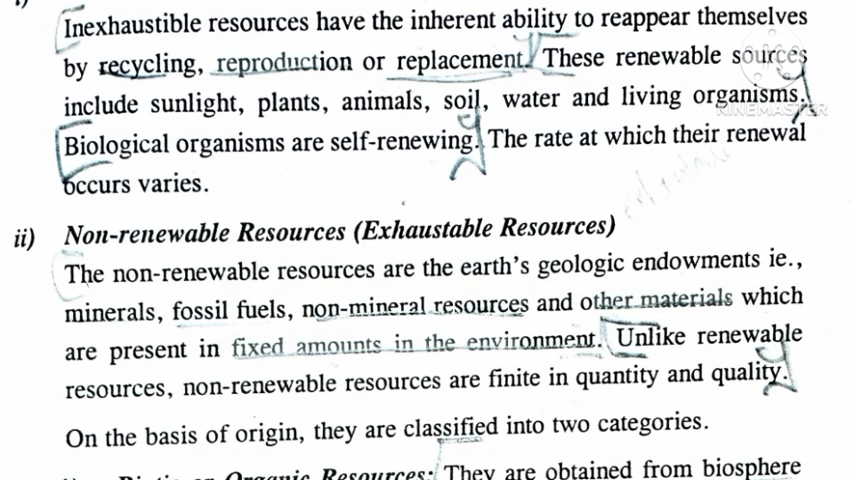 Inexhaustible resources have the inherent ability to reappear themselves
by recycling, reproduction or replacement. These renewable sources
include sunlight, plants, animals, soil, water and living organisms.
KINEMASTER
Biological organisms are self-renewing. The rate at which their renewal
occurs varies.
ii) Non-renewable Resources (Exhaustable Resources)
The non-renewable resources are the earth's geologic endowments ie.,
minerals, fossil fuels, non-mineral resources and other materials which
are present in fixed amounts in the environment. Unlike renewable
resources, non-renewable resources are finite in quantity and quality.
On the basis of origin, they are classified into two categories.
Biotic or Organic Resources: They are obtained from biosphere